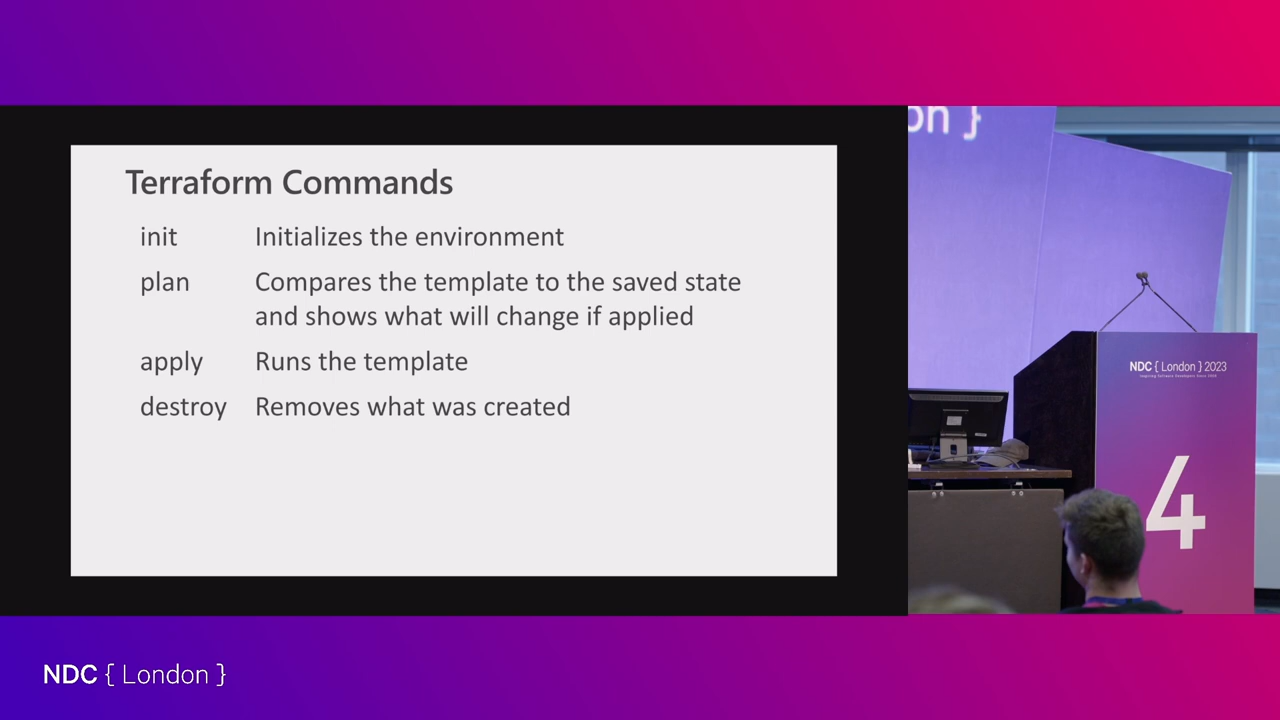 Terraform Commands
init Initializes the environment
plan Compares the template to the saved state
and shows what will change if applied
apply Runs the template
destroy Removes what was created
on }
NDC { London } 2023
4
NDC { London }